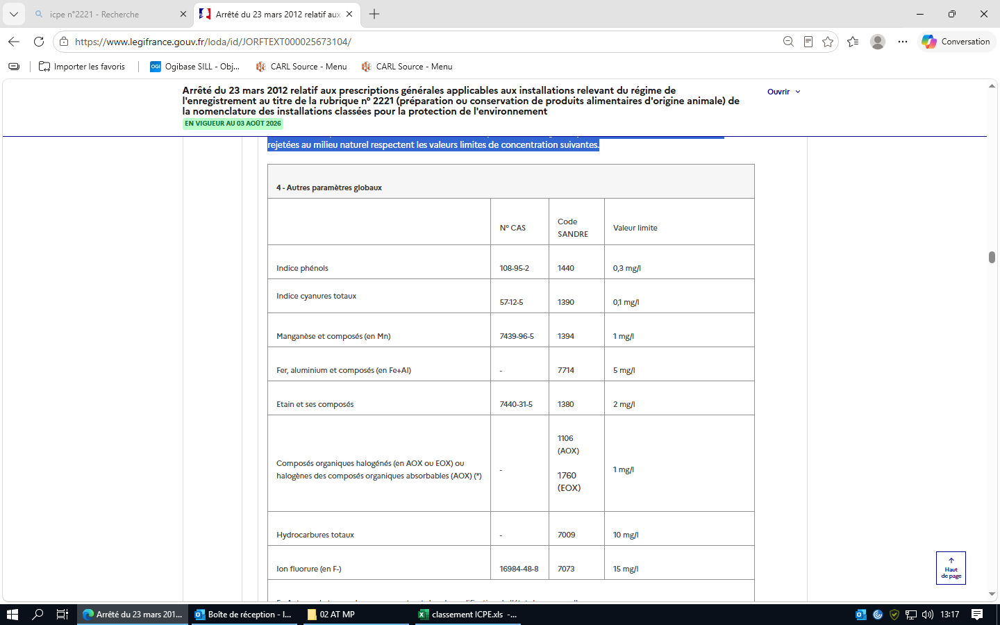 icpe n°2221 - Recherche
Arrêté du 23 mars 2012 relatif aux
https://www.legifrance.gouv.fr/loda/id/JORFTEXT000025673104/
Conversation
Importer les favoris
OGI
Ogibase SILL - Obj...
CARL Source - Menu
CARL Source - Menu
Arrêté du 23 mars 2012 relatif aux prescriptions générales applicables aux installations relevant du régime de
l'enregistrement au titre de la rubrique n° 2221 (préparation ou conservation de produits alimentaires d'origine animale) de
la nomenclature des installations classées pour la protection de l'environnement
EN VIGUEUR AU 03 AOÛT 2026
Ouvrir
rejetées au milieu naturel respectent les valeurs limites de concentration suivantes.
4 - Autres paramètres globaux
N° CAS
Code
SANDRE
Valeur limite
Indice phénols
108-95-2
1440
0,3 mg/l
Indice cyanures totaux
57-12-5
1390
0,1 mg/l
Manganèse et composés (en Mn)
7439-96-5
1394
1 mg/l
Fer, aluminium et composés (en Fe+Al)
-
7714
5 mg/l
Etain et ses composés
7440-31-5
1380
2 mg/l
Composés organiques halogénés (en AOX ou EOX) ou
halogènes des composés organiques absorbables (AOX) (*)
-
1106
(AOX)
1760
(EOX)
1 mg/l
Hydrocarbures totaux
-
7009
10 mg/l
Ion fluorure (en F-)
16984-48-8
7073
15 mg/l
Haut
de page
Arrêté du 23 mars 201...
Boîte de réception - I...
02 AT MP
classement ICPE.xls -...
13:17